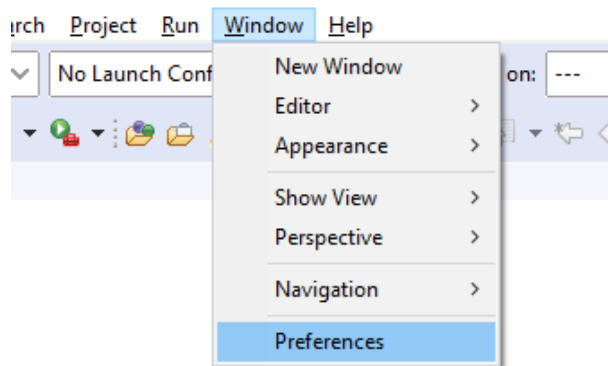 rch Project Run Window Help
No Launch Conf
on: ---
New Window
Editor
Appearance
Show View
Perspective
Navigation
Preferences